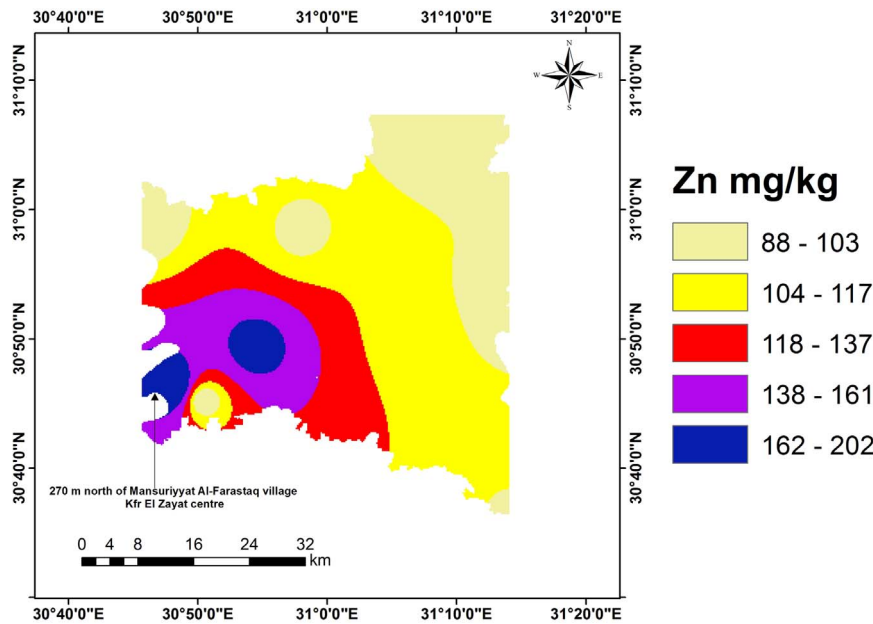 30°40'0"E 30°50'0"E 31°0'0"E 31°10'0"E 31°20'0"E
31°10'0"N
31°0'0"N
30°50'0"N
30°40'0"N
N
W E
S
31°10'0"N
31°0'0"N
30°50'0"N
30°40'0"N
270 m north of Mansuriyyat Al-Farastaq village
Kfr El Zayat centre
0 4 8 16 24 32
km
30°40'0"E 30°50'0"E 31°0'0"E 31°10'0"E 31°20'0"E
Zn mg/kg
88 - 103
104 - 117
118 - 137
138 - 161
162 - 202